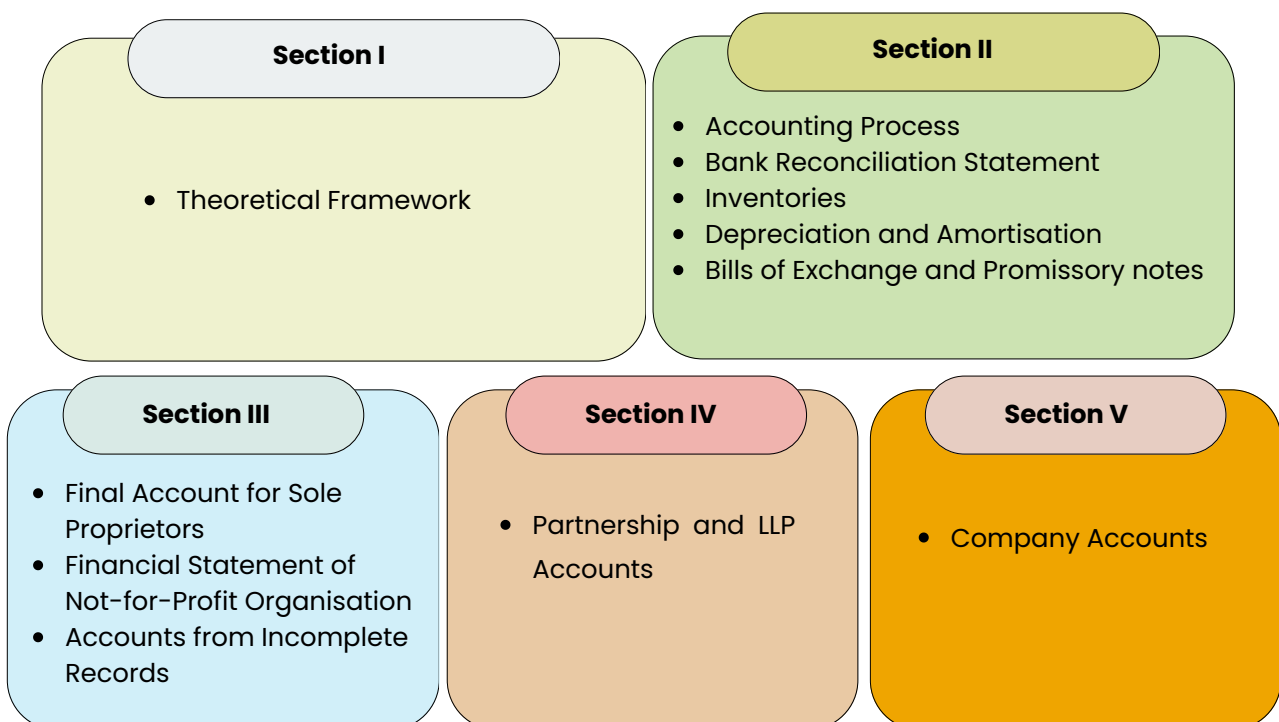 Section I
• Theoretical Framework
Section II
• Accounting Process
• Bank Reconciliation Statement
• Inventories
• Depreciation and Amortisation
• Bills of Exchange and Promissory notes
Section III
• Final Account for Sole
Proprietors
• Financial Statement of
Not-for-Profit Organisation
• Accounts from Incomplete
Records
Section IV
• Partnership and LLP
Accounts
Section V
• Company Accounts